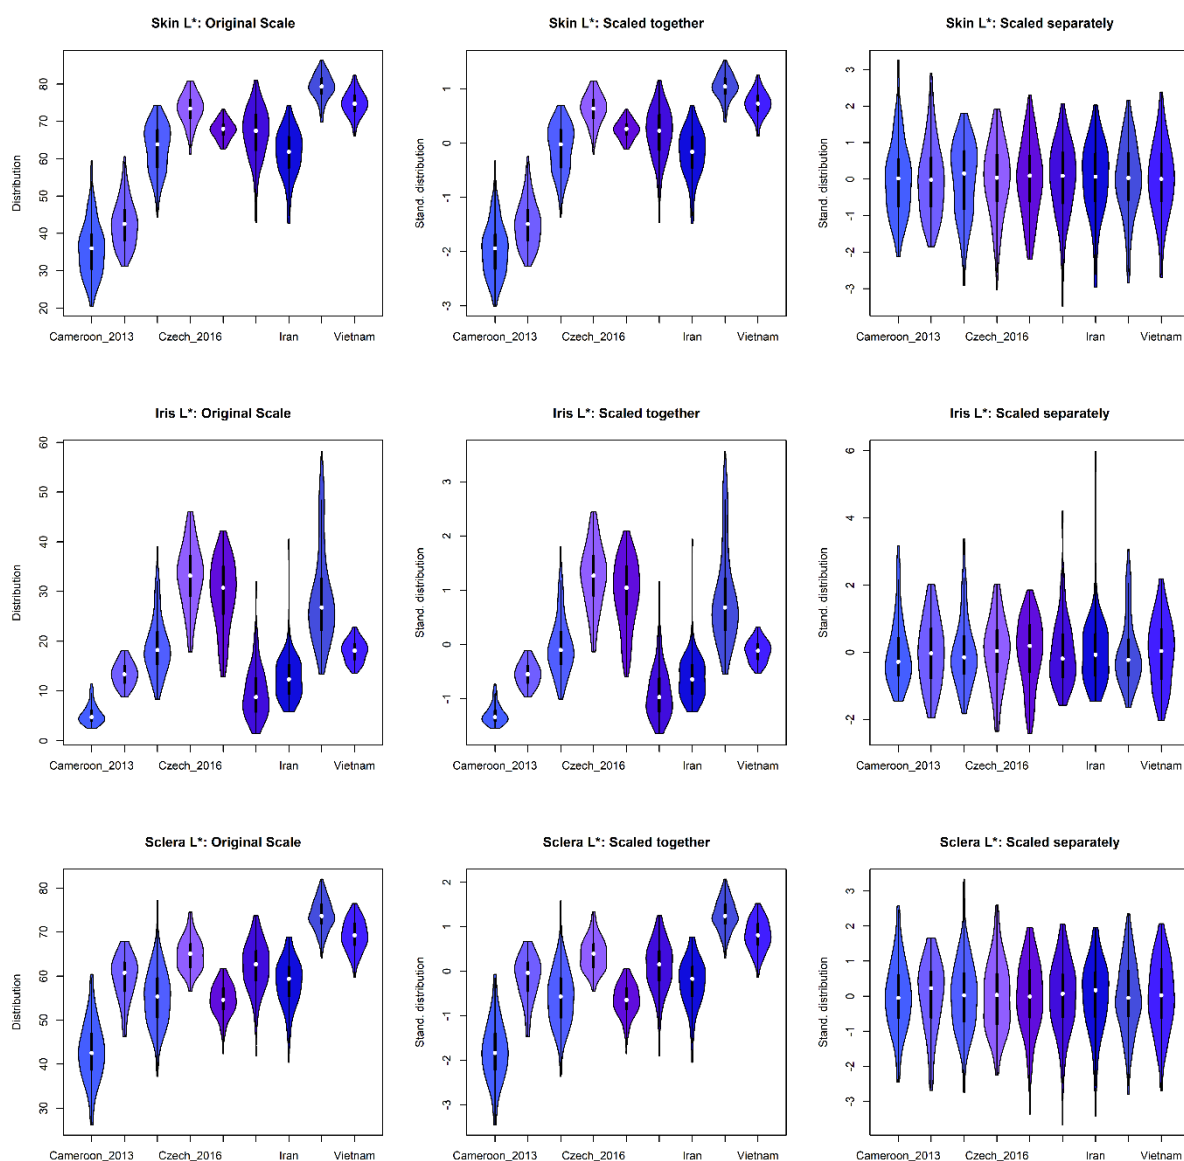 Skin L*: Original Scale
Distribution
80
70
60
50
40
30
20
Cameroon_2013 Czech_2016 Iran Vietnam
Skin L*: Scaled together
Stand. distribution
1
0
-1
-2
-3
Cameroon_2013 Czech_2016 Iran Vietnam
Skin L*: Scaled separately
Stand. distribution
3
2
1
0
-1
-2
-3
Cameroon_2013 Czech_2016 Iran Vietnam
Iris L*: Original Scale
Distribution
60
50
40
30
20
10
0
Cameroon_2013 Czech_2016 Iran Vietnam
Iris L*: Scaled together
Stand. distribution
3
2
1
0
-1
Cameroon_2013 Czech_2016 Iran Vietnam
Iris L*: Scaled separately
Stand. distribution
6
4
2
0
-2
Cameroon_2013 Czech_2016 Iran Vietnam
Sclera L*: Original Scale
Distribution
80
70
60
50
40
30
Cameroon_2013 Czech_2016 Iran Vietnam
Sclera L*: Scaled together
Stand. distribution
2
1
0
-1
-2
-3
Cameroon_2013 Czech_2016 Iran Vietnam
Sclera L*: Scaled separately
Stand. distribution
3
2
1
0
-1
-2
-3
Cameroon_2013 Czech_2016 Iran Vietnam